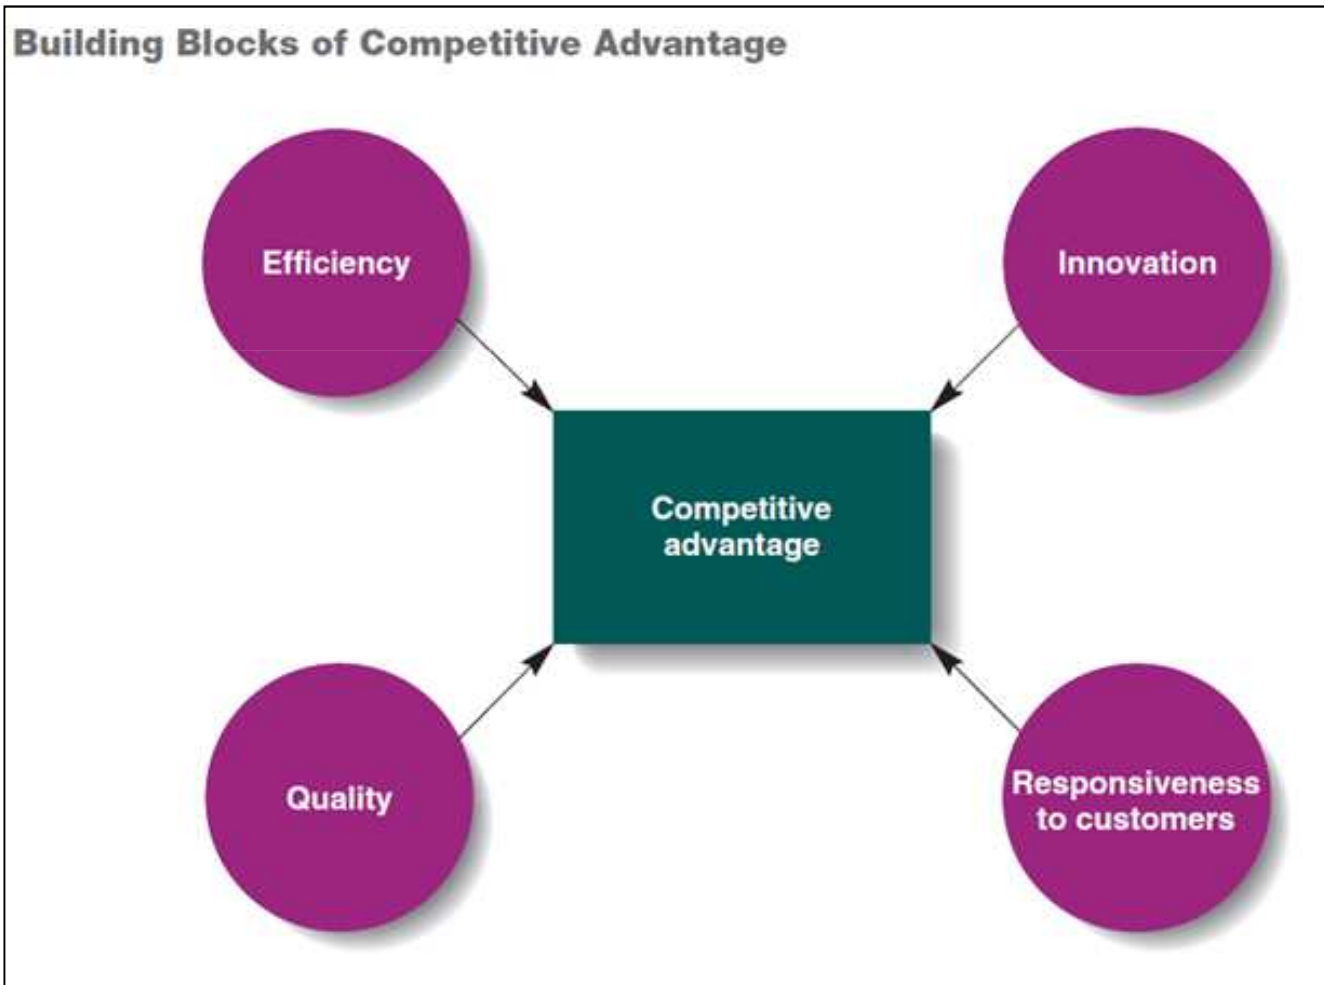 Building Blocks of Competitive Advantage
Efficiency
Innovation
Competitive
advantage
Quality
Responsiveness
to customers